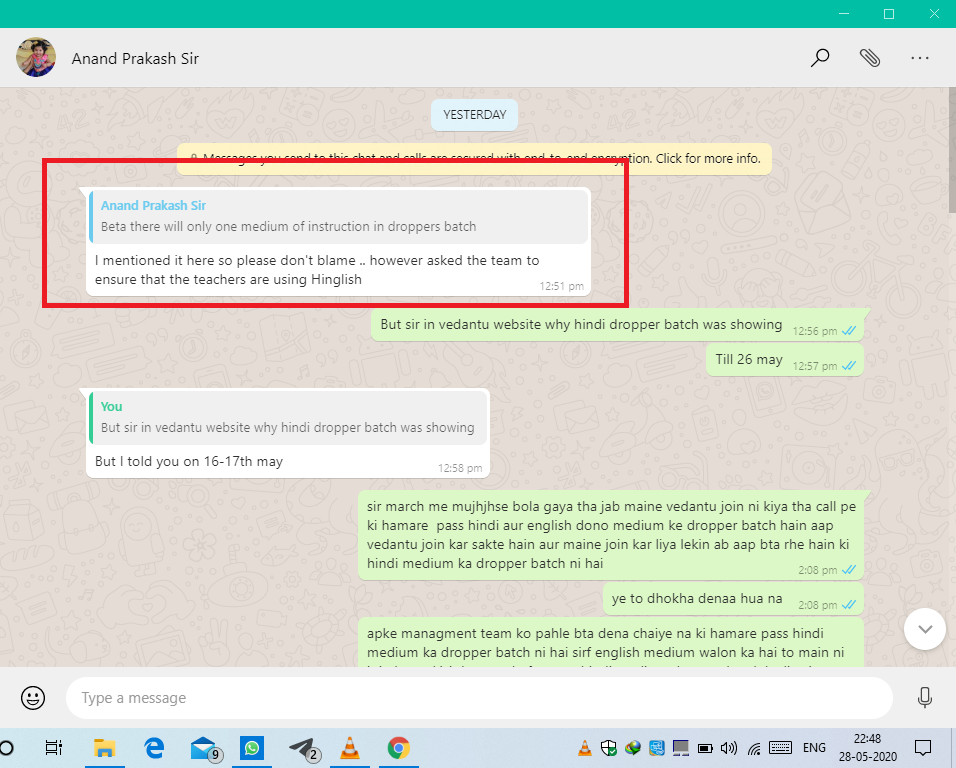 Anand Prakash Sir
YESTERDAY
Messages you send to this chat and calls are secured with end-to-end encryption. Click for more info.
Anand Prakash Sir
Beta there will only one medium of instruction in droppers batch
I mentioned it here so please don't blame .. however asked the team to
ensure that the teachers are using Hinglish
12:51 pm
But sir in vedantu website why hindi dropper batch was showing 12:56 pm
Till 26 may 12:57 pm
You
But sir in vedantu website why hindi dropper batch was showing
But I told you on 16-17th may
12:58 pm
sir march me mujhjhse bola gaya tha jab maine vedantu join ni kiya tha call pe
ki hamare pass hindi aur english dono medium ke dropper batch hain aap
vedantu join kar sakte hain aur maine join kar liya lekin ab aap bta rhe hain ki
hindi medium ka dropper batch ni hai
2:08 pm
ye to dhokha denaa hua na 2:08 pm
apke managment team ko pahle bta dena chaiye na ki hamare pass hindi
medium ka dropper batch ni hai sirf english medium walon ka hai to main ni
Type a message
9
2
ENG
22:48
28-05-2020